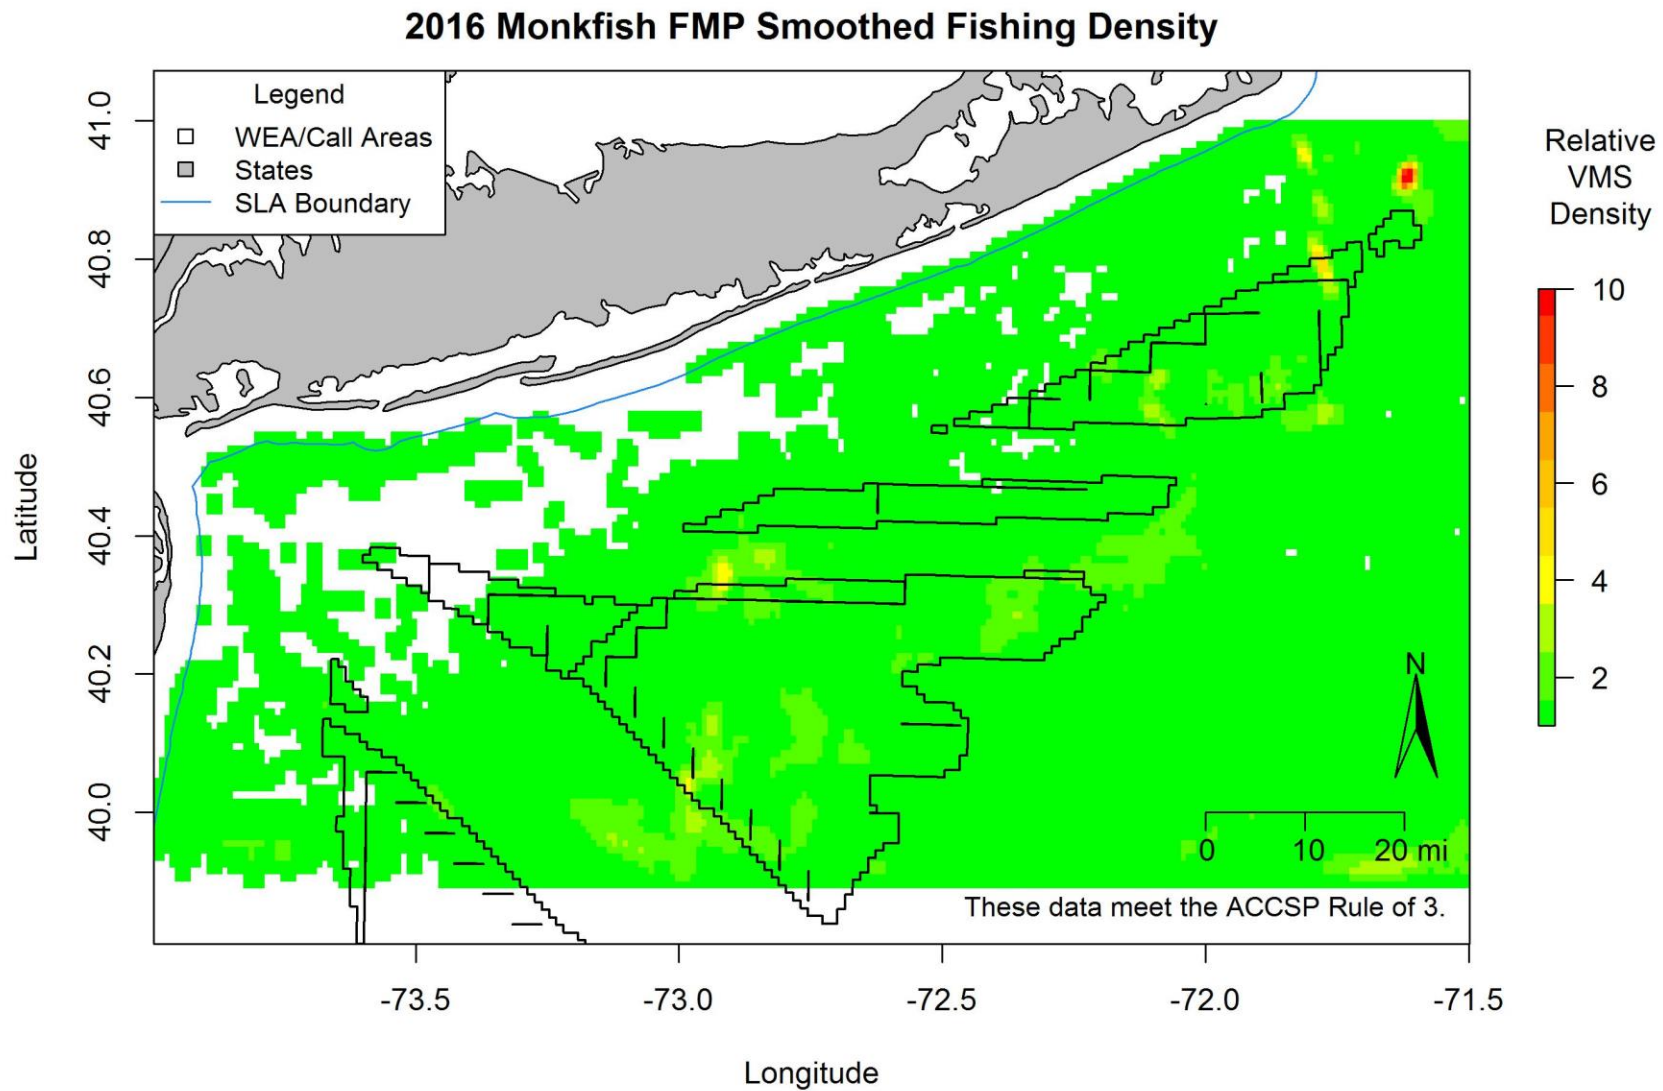 2016 Monkfish FMP Smoothed Fishing Density
Legend
WEA/Call Areas
States
SLA Boundary
Relative
VMS
Density
10
8
6
4
2
41.0
40.8
40.6
40.4
40.2
40.0
Latitude
N
0 10 20 mi
These data meet the ACCSP Rule of 3.
-73.5 -73.0 -72.5 -72.0 -71.5
Longitude